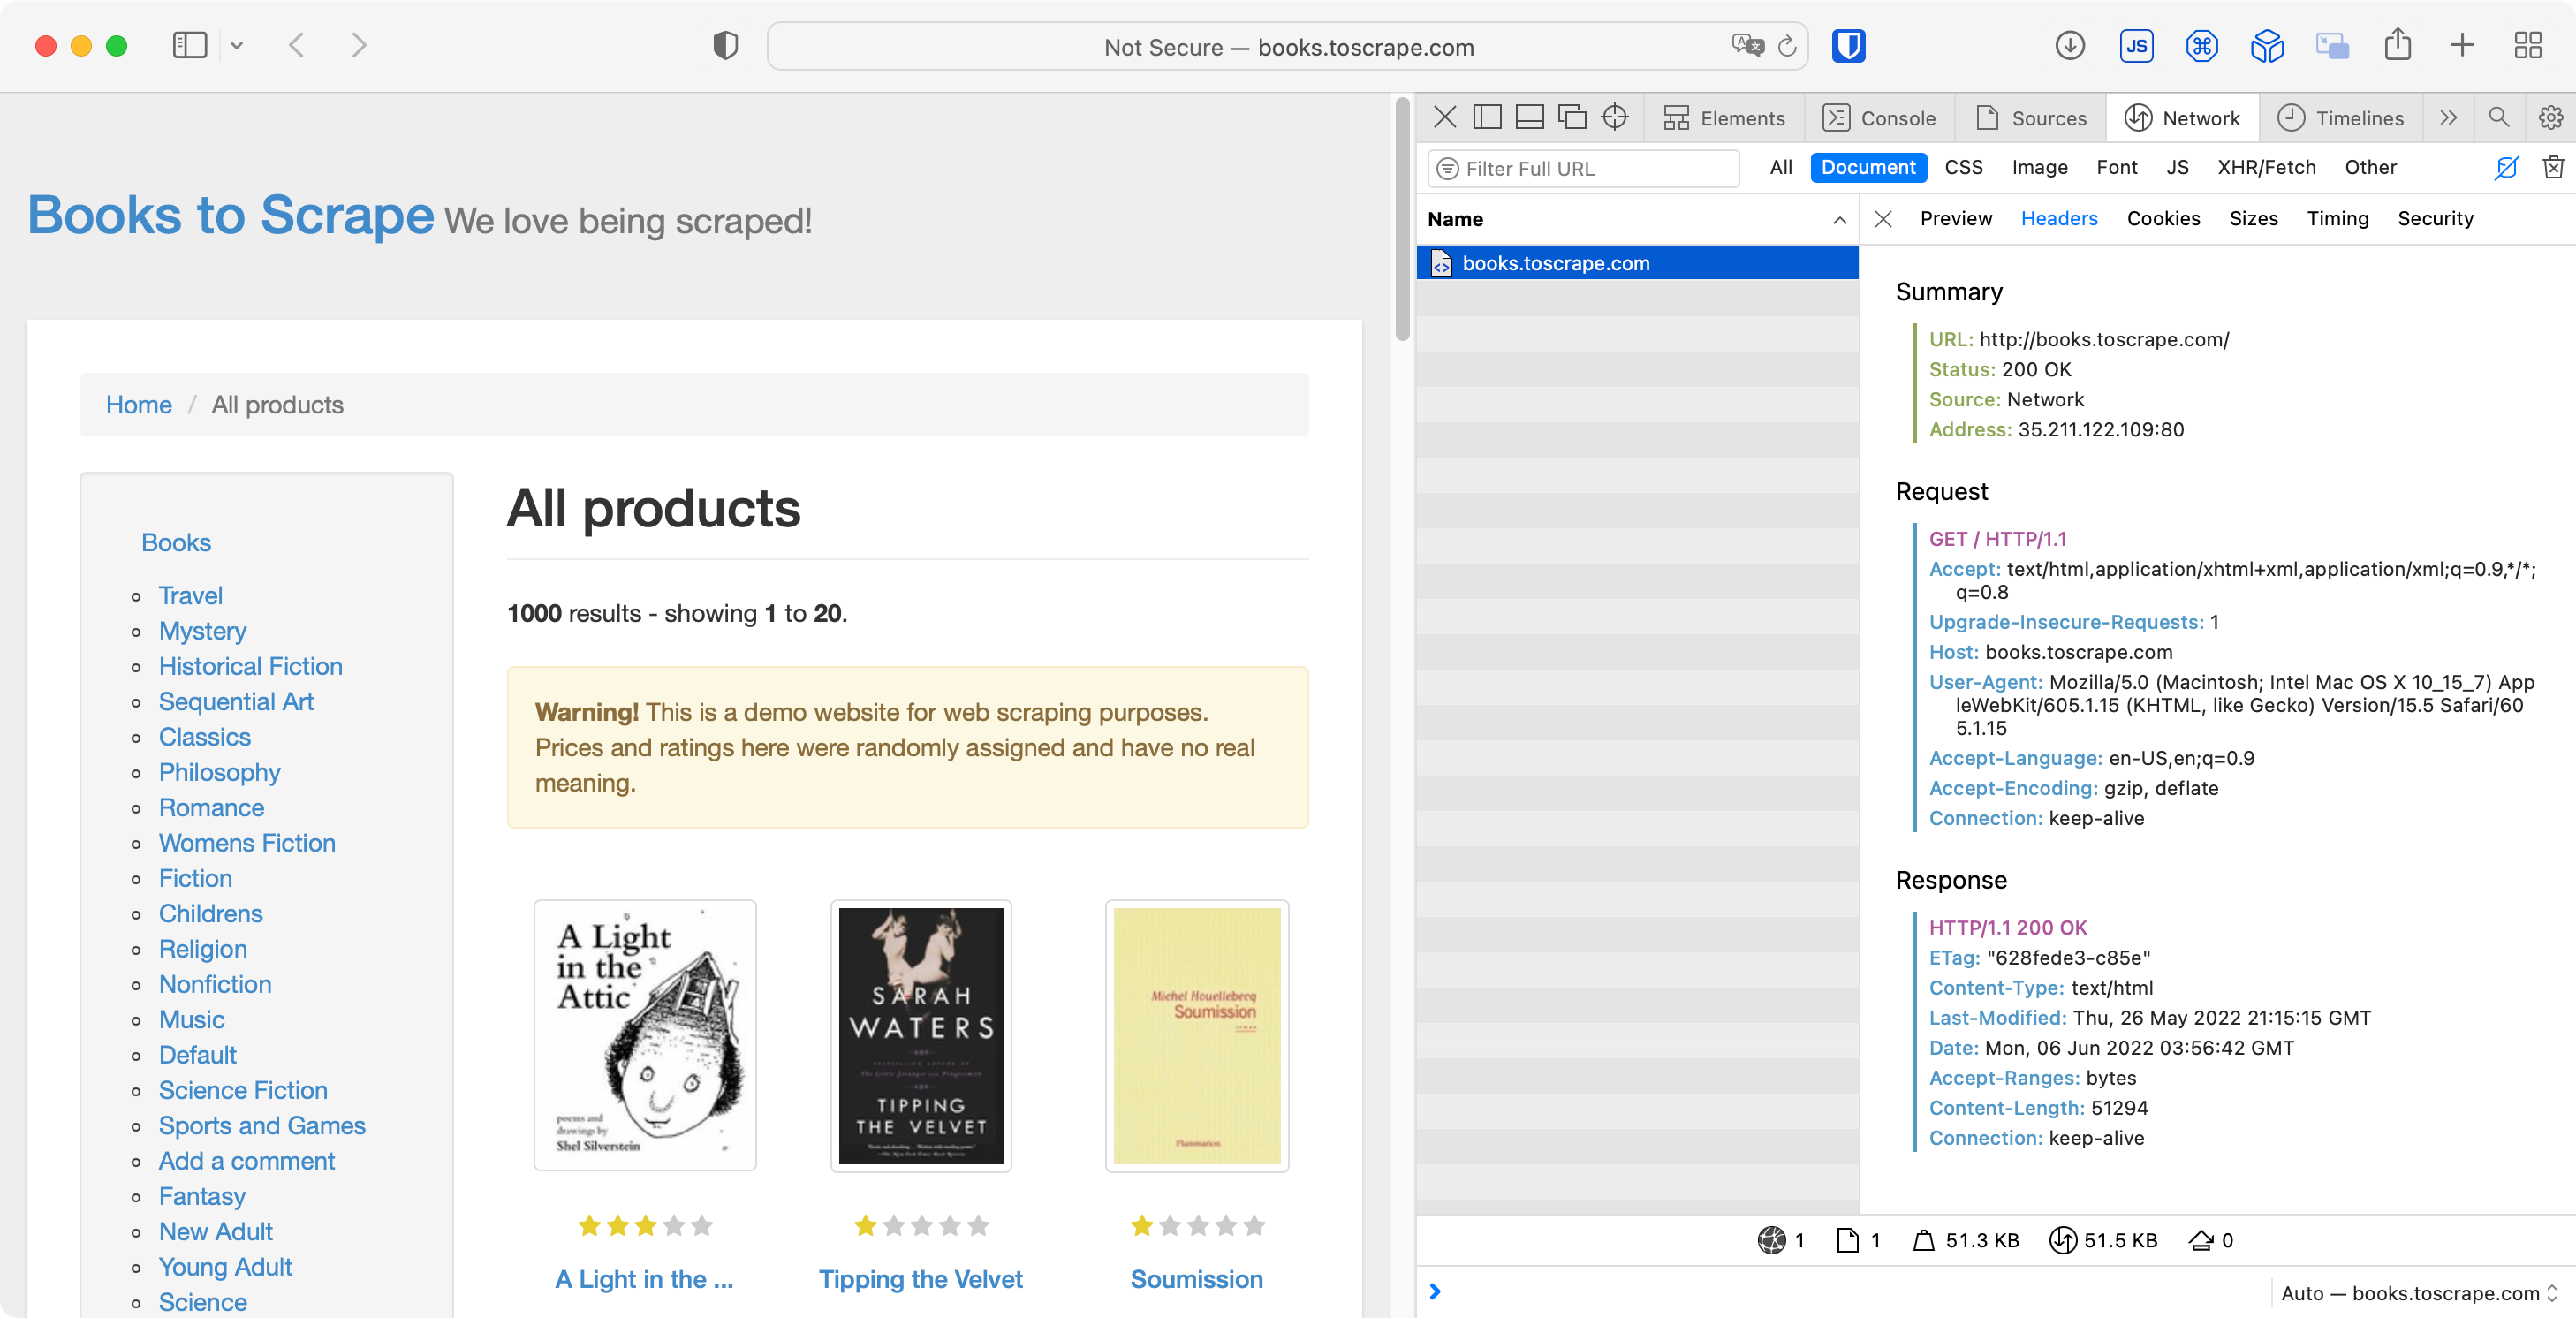 Not Secure — books.toscrape.com
JS
Books to Scrape We love being scraped!
Home / All products
Books
Travel
Mystery
Historical Fiction
Sequential Art
Classics
Philosophy
Romance
Womens Fiction
Fiction
Childrens
Religion
Nonfiction
Music
Default
Science Fiction
Sports and Games
Add a comment
Fantasy
New Adult
Young Adult
Science
All products
1000 results - showing 1 to 20.
Warning! This is a demo website for web scraping purposes.
Prices and ratings here were randomly assigned and have no real
meaning.
A Light
in the
Attic
poems and
drawings by
Shel Silverstein
A Light in the ...
SARAH
WATERS
TIPPING
THE VELVET
Tipping the Velvet
Michel Houellebecq
Soumission
roman
Flammarion
Soumission
Elements
Console
Sources
Network
Timelines
Filter Full URL
All
Document
CSS
Image
Font
JS
XHR/Fetch
Other
Name
books.toscrape.com
Preview
Headers
Cookies
Sizes
Timing
Security
Summary
URL: http://books.toscrape.com/
Status: 200 OK
Source: Network
Address: 35.211.122.109:80
Request
GET / HTTP/1.1
Accept: text/html,application/xhtml+xml,application/xml;q=0.9,*/*;
q=0.8
Upgrade-Insecure-Requests: 1
Host: books.toscrape.com
User-Agent: Mozilla/5.0 (Macintosh; Intel Mac OS X 10_15_7) App
leWebKit/605.1.15 (KHTML, like Gecko) Version/15.5 Safari/60
5.1.15
Accept-Language: en-US,en;q=0.9
Accept-Encoding: gzip, deflate
Connection: keep-alive
Response
HTTP/1.1 200 OK
ETag: "628fede3-c85e"
Content-Type: text/html
Last-Modified: Thu, 26 May 2022 21:15:15 GMT
Date: Mon, 06 Jun 2022 03:56:42 GMT
Accept-Ranges: bytes
Content-Length: 51294
Connection: keep-alive
1
1
51.3 KB
51.5 KB
0
Auto — books.toscrape.com